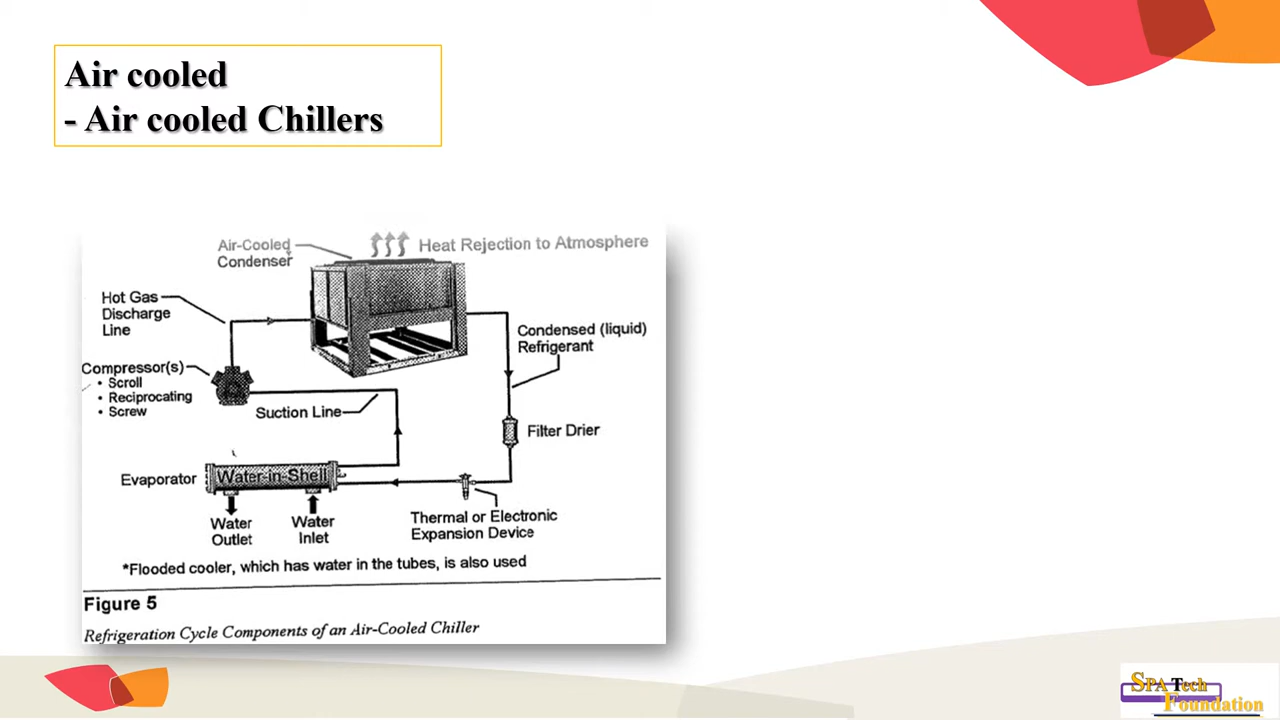 Air cooled
- Air cooled Chillers
Air-Cooled
Condenser
Heat Rejection to Atmosphere
Hot Gas
Discharge
Line
Condensed (liquid)
Refrigerant
Compressor(s)
• Scroll
• Reciprocating
• Screw
Suction Line
Filter Drier
Evaporator
Water-in-Shell
Water
Outlet
Water
Inlet
Thermal or Electronic
Expansion Device
*Flooded cooler, which has water in the tubes, is also used
Figure 5
Refrigeration Cycle Components of an Air-Cooled Chiller
SPA Tech
Foundation